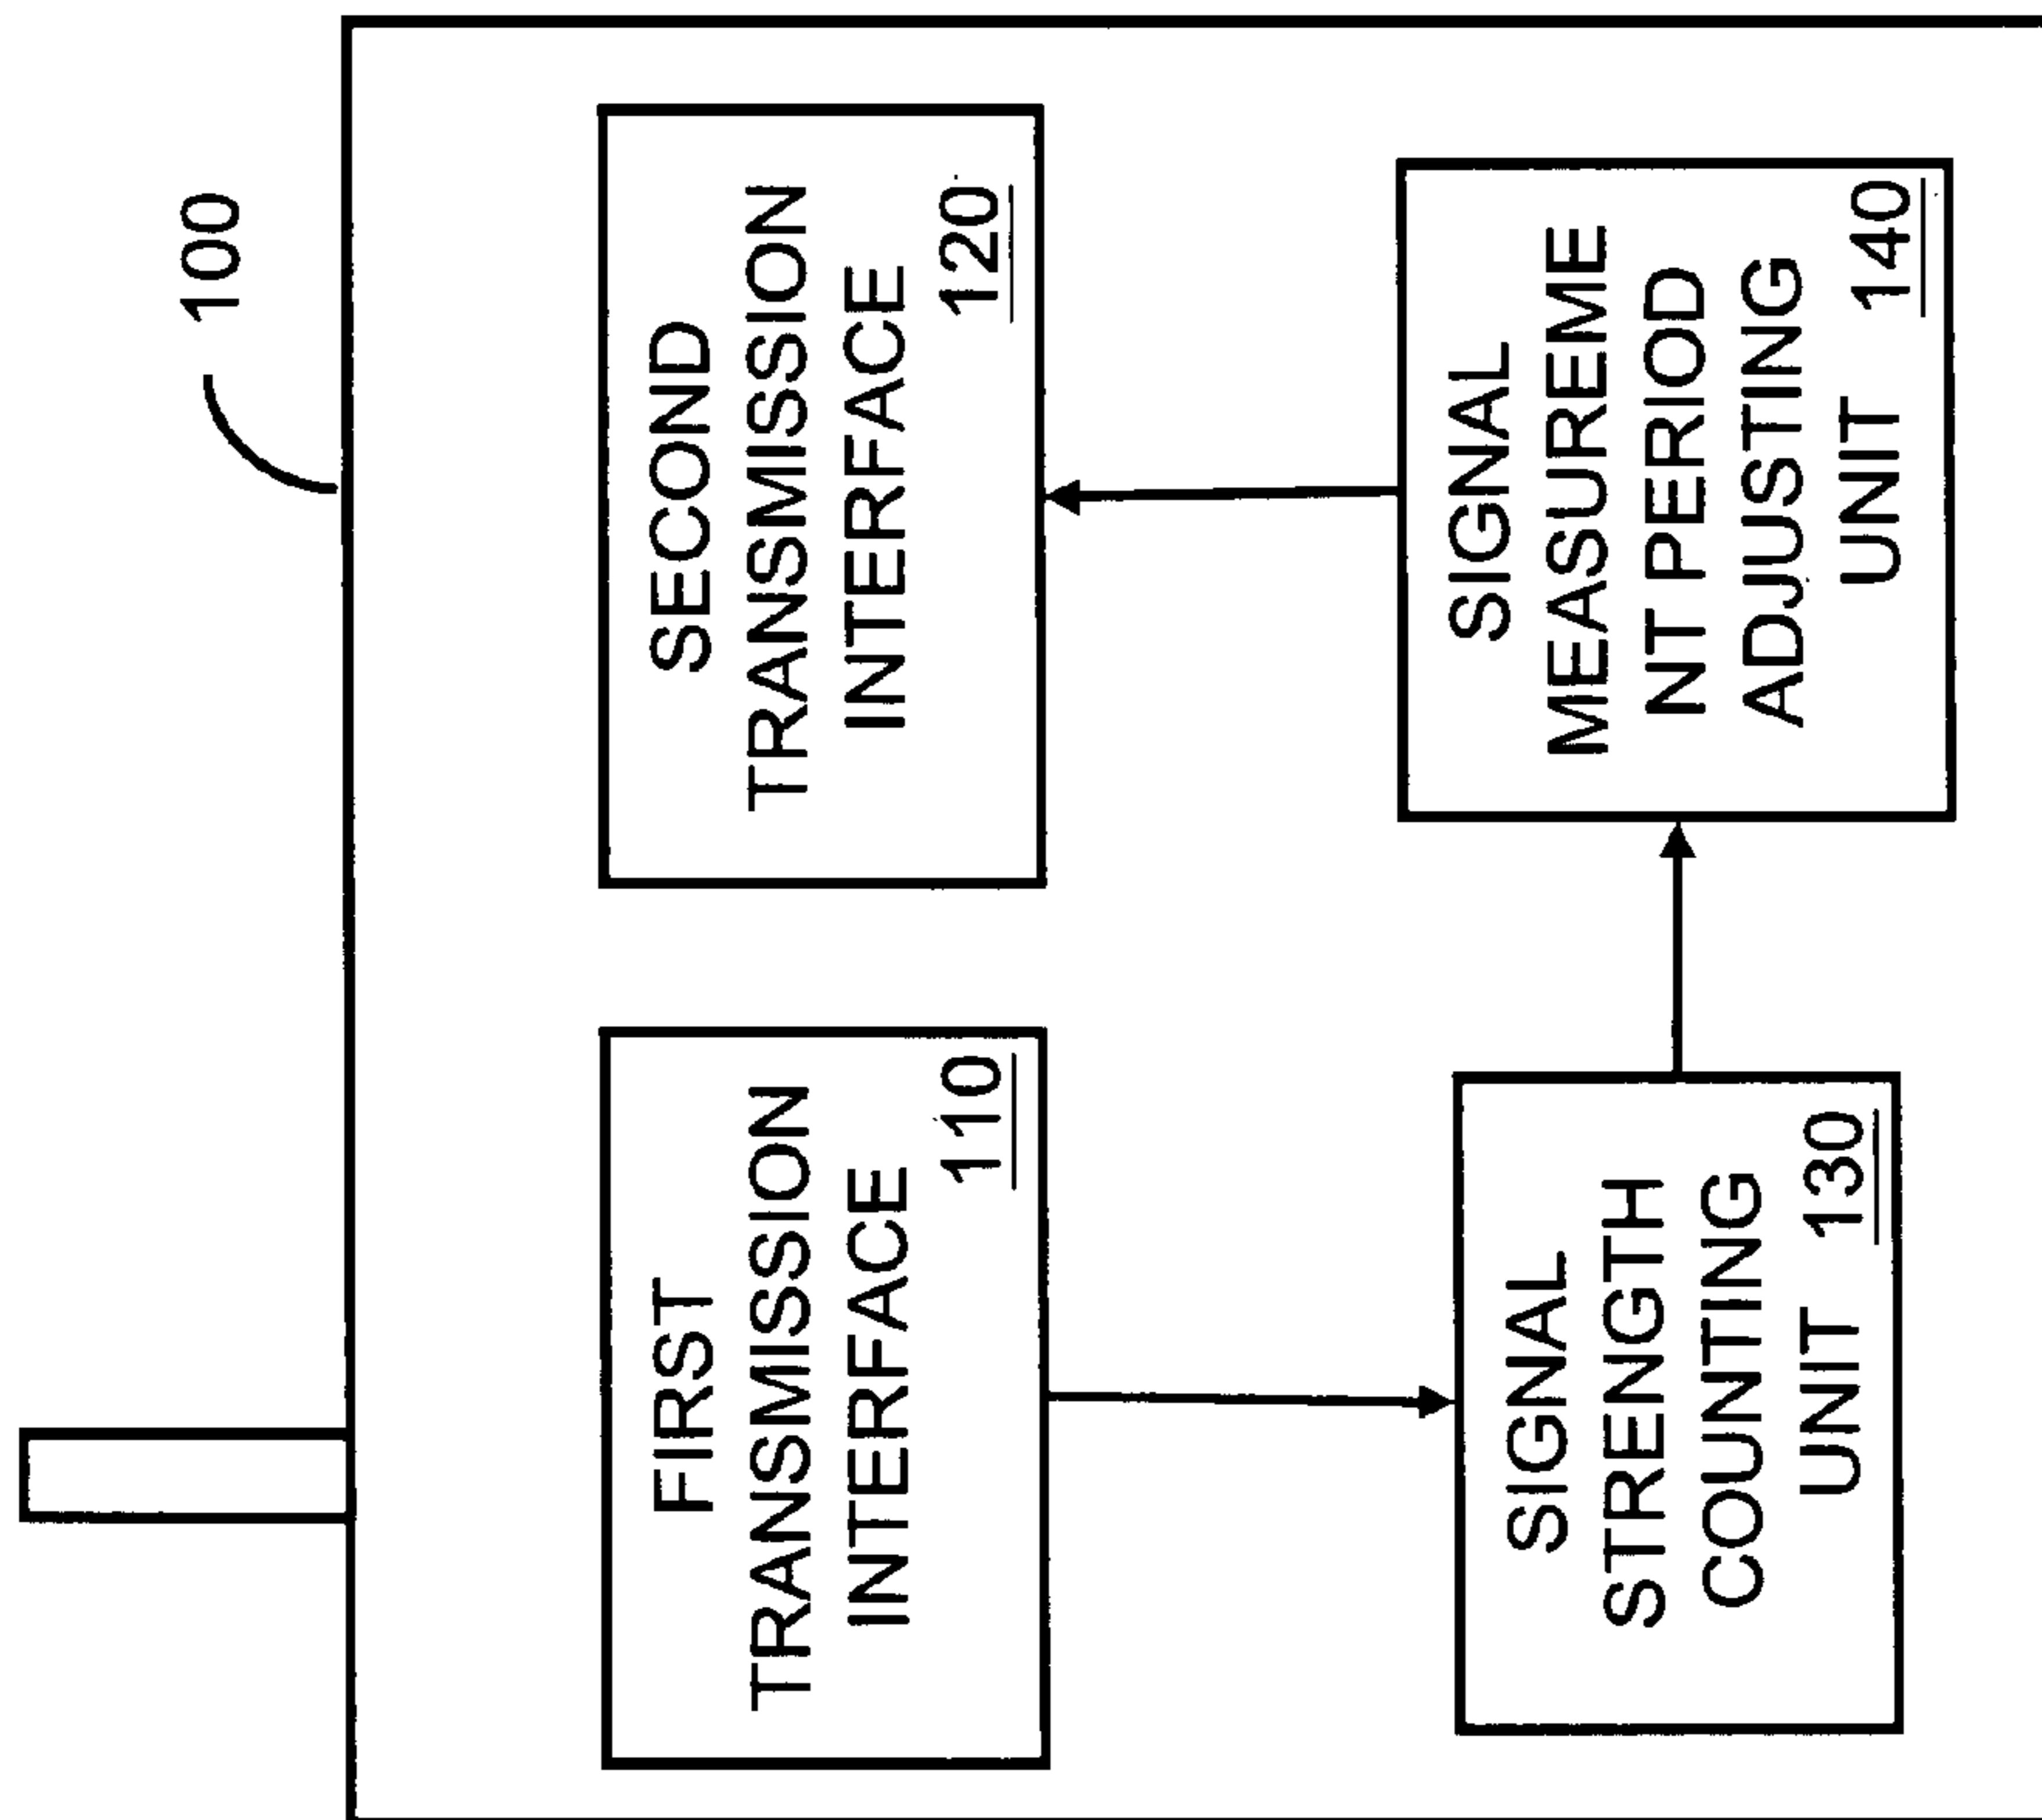 100
FIRST
TRANSMISSION
INTERFACE
110
SECOND
TRANSMISSION
INTERFACE
120
SIGNAL
STRENGTH
COUNTING
UNIT 130
SIGNAL
MEASUREME
NT PERIOD
ADJUSTING
UNIT 140